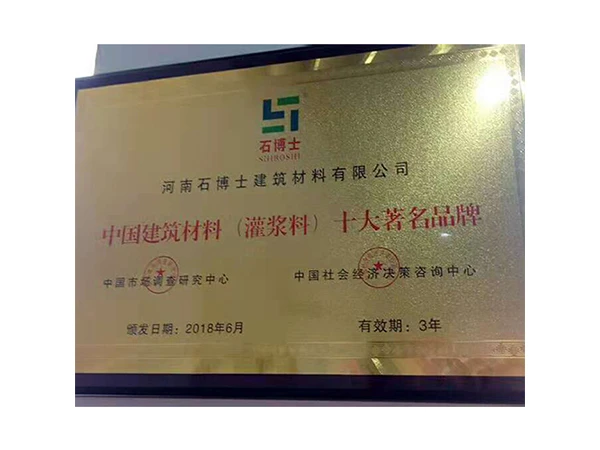 石博士
SHIBOSHI
河南石博士建筑材料有限公司
中国建筑材料（灌浆料）十大著名品牌
中国市场调查研究中心 中国社会经济决策咨询中心
颁发日期：2018年6月 有效期：3年